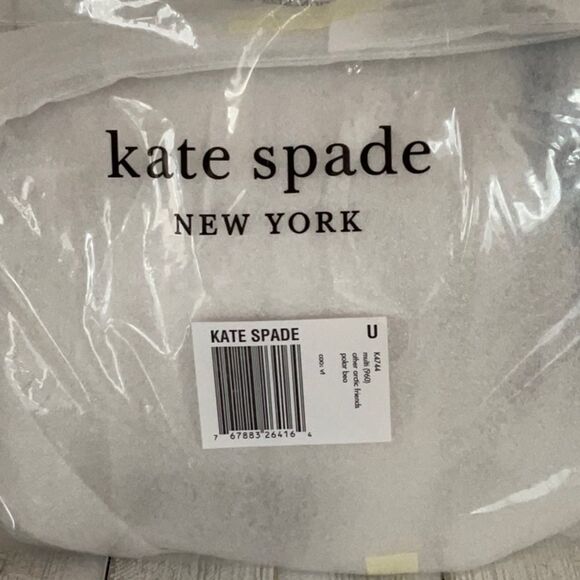 kate spade
NEW YORK
KATE SPADE U
K4744
multi (960)
other arctic friends
polar bea
coo: vt
7 67883 26416 4